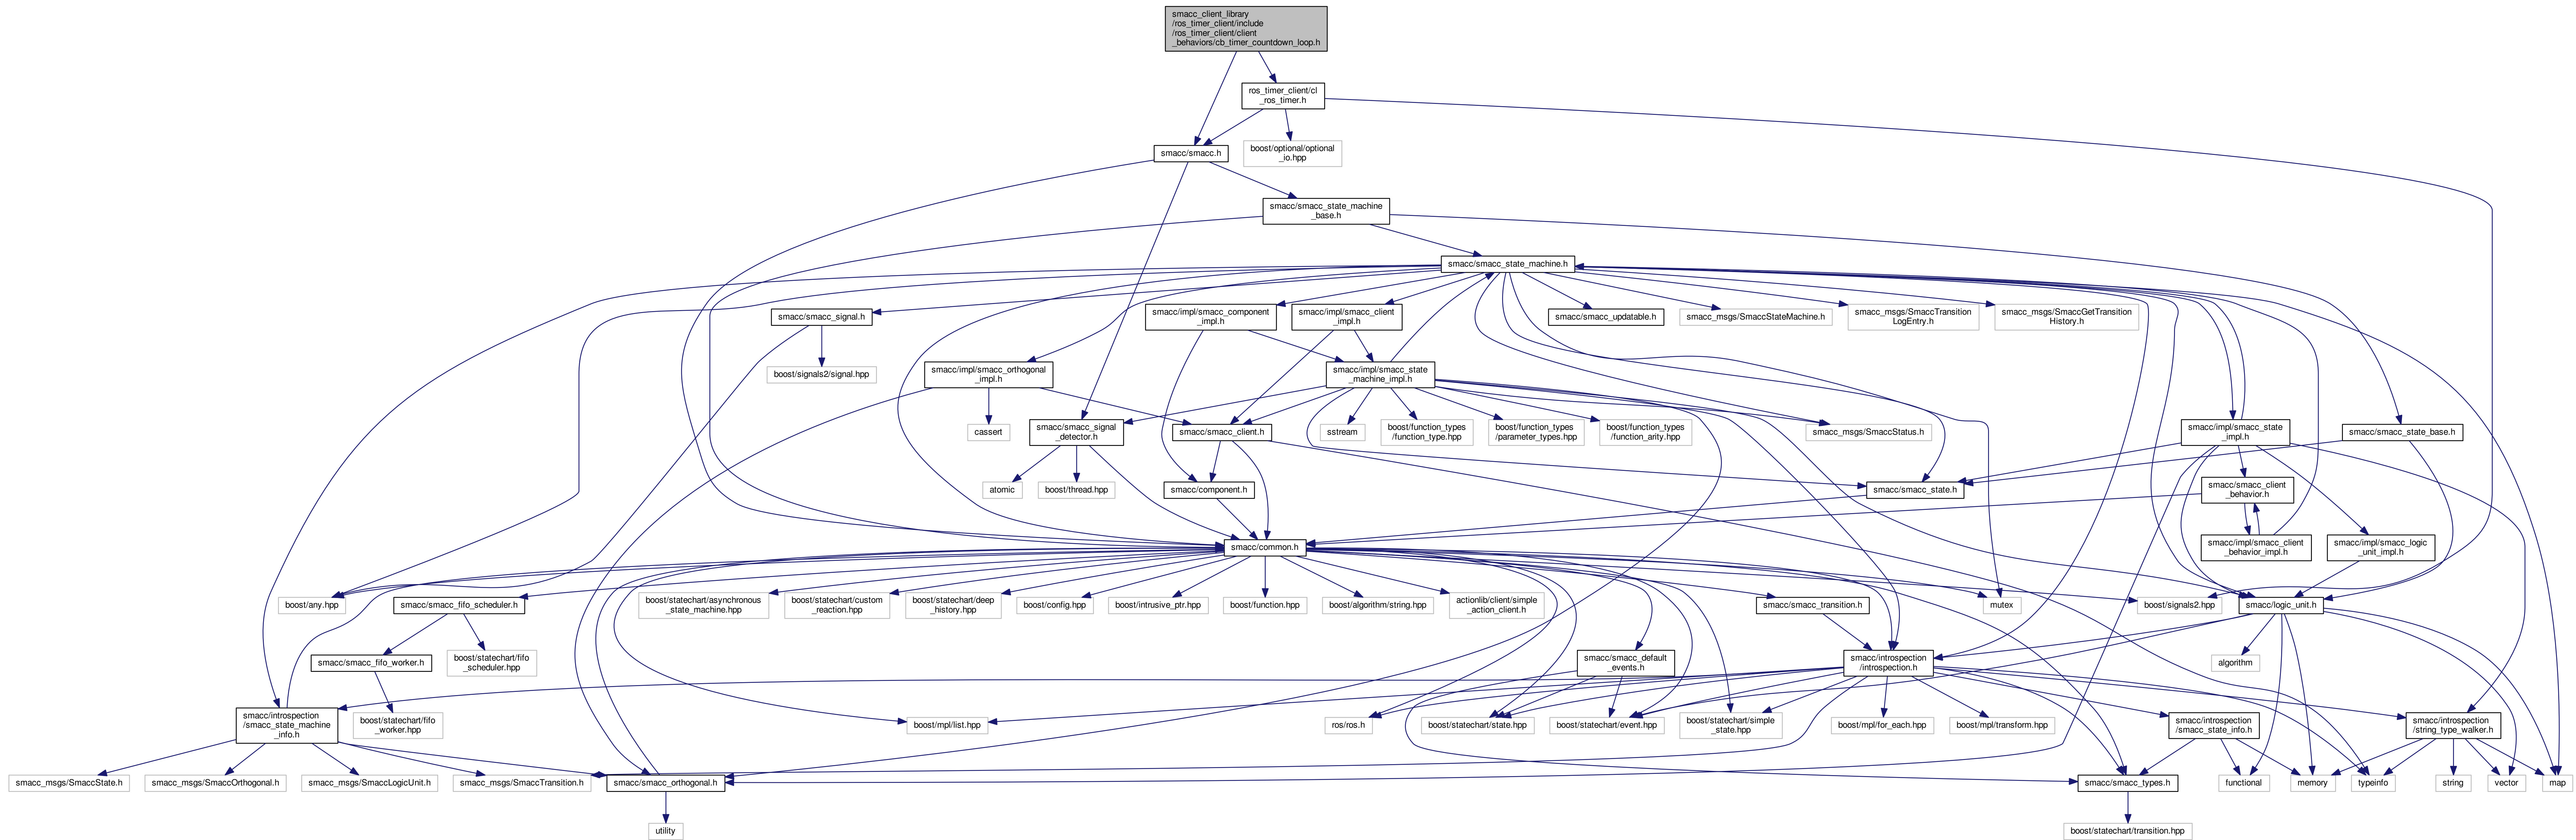 smacc_client_library
/ros_timer_client/include
/ros_timer_client/client
_behaviors/cb_timer_countdown_loop.h
ros_timer_client/cl
_ros_timer.h
smacc/smacc.h
boost/optional/optional
_io.hpp
smacc/smacc_state_machine
_base.h
smacc/smacc_state_machine.h
smacc/smacc_signal.h
smacc/impl/smacc_component
_impl.h
smacc/impl/smacc_client
_impl.h
smacc/smacc_updatable.h
smacc_msgs/SmaccStateMachine.h
smacc_msgs/SmaccTransition
LogEntry.h
smacc_msgs/SmaccGetTransition
History.h
boost/signals2/signal.hpp
smacc/impl/smacc_orthogonal
_impl.h
smacc/impl/smacc_state
_machine_impl.h
cassert
smacc/smacc_signal
_detector.h
smacc/smacc_client.h
sstream
boost/function_types
/function_type.hpp
boost/function_types
/parameter_types.hpp
boost/function_types
/function_arity.hpp
smacc_msgs/SmaccStatus.h
smacc/impl/smacc_state
_impl.h
smacc/smacc_state_base.h
atomic
boost/thread.hpp
smacc/component.h
smacc/smacc_state.h
smacc/smacc_client
_behavior.h
smacc/common.h
smacc/impl/smacc_client
_behavior_impl.h
smacc/impl/smacc_logic
_unit_impl.h
boost/any.hpp
smacc/smacc_fifo_scheduler.h
boost/statechart/asynchronous
_state_machine.hpp
boost/statechart/custom
_reaction.hpp
boost/statechart/deep
_history.hpp
boost/config.hpp
boost/intrusive_ptr.hpp
boost/function.hpp
boost/algorithm/string.hpp
actionlib/client/simple
_action_client.h
smacc/smacc_transition.h
mutex
boost/signals2.hpp
smacc/logic_unit.h
smacc/smacc_fifo_worker.h
boost/statechart/fifo
_scheduler.hpp
smacc/smacc_default
_events.h
smacc/introspection
/introspection.h
algorithm
smacc/introspection
/smacc_state_machine
_info.h
boost/statechart/fifo
_worker.hpp
boost/mpl/list.hpp
ros/ros.h
boost/statechart/state.hpp
boost/statechart/event.hpp
boost/statechart/simple
_state.hpp
boost/mpl/for_each.hpp
boost/mpl/transform.hpp
smacc/introspection
/smacc_state_info.h
smacc/introspection
/string_type_walker.h
smacc_msgs/SmaccState.h
smacc_msgs/SmaccOrthogonal.h
smacc_msgs/SmaccLogicUnit.h
smacc_msgs/SmaccTransition.h
smacc/smacc_orthogonal.h
smacc/smacc_types.h
functional
memory
typeinfo
string
vector
map
utility
boost/statechart/transition.hpp